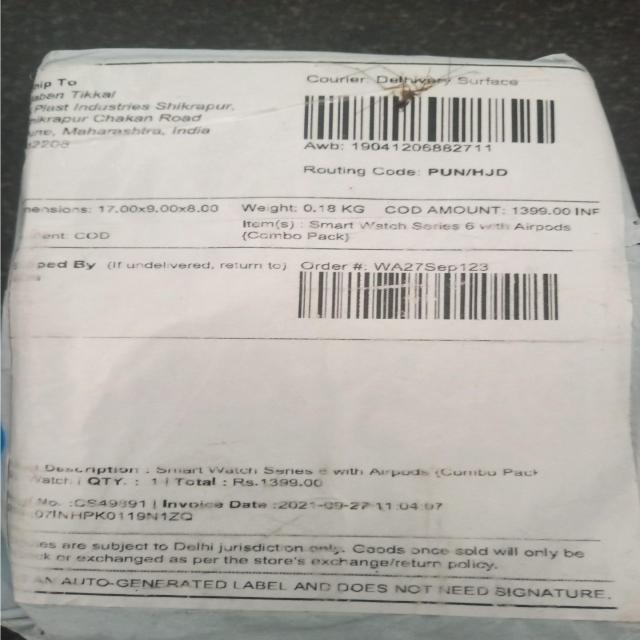 ip To
aben Tikkal
Plast Industries Shikrapur,
ikrapur Chakan Road
une, Maharashtra, India
2208
Courier: Delhivery Surface
Awb: 19041206882711
Routing Code: PUN/HJD
ensions: 17.00x9.00x8.00
Weight: 0.18 KG COD AMOUNT: 1399.00 INR
ent: COD
Item(s) : Smart Watch Series 6 with Airpods
(Combo Pack)
ped By (If undelivered, return to)
Order #: WA27Sep123
Description : Smart Watch Series 6 with Airpods (Combo Pack
Watch | QTY. : 1 | Total : Rs.1399.00
No. :CS49891 | Invoice Date :2021-09-27 11:04:07
07INHPK0119N1ZQ
es are subject to Delhi jurisdiction only. Goods once sold will only be
k or exchanged as per the store's exchange/return policy.
AN AUTO-GENERATED LABEL AND DOES NOT NEED SIGNATURE.